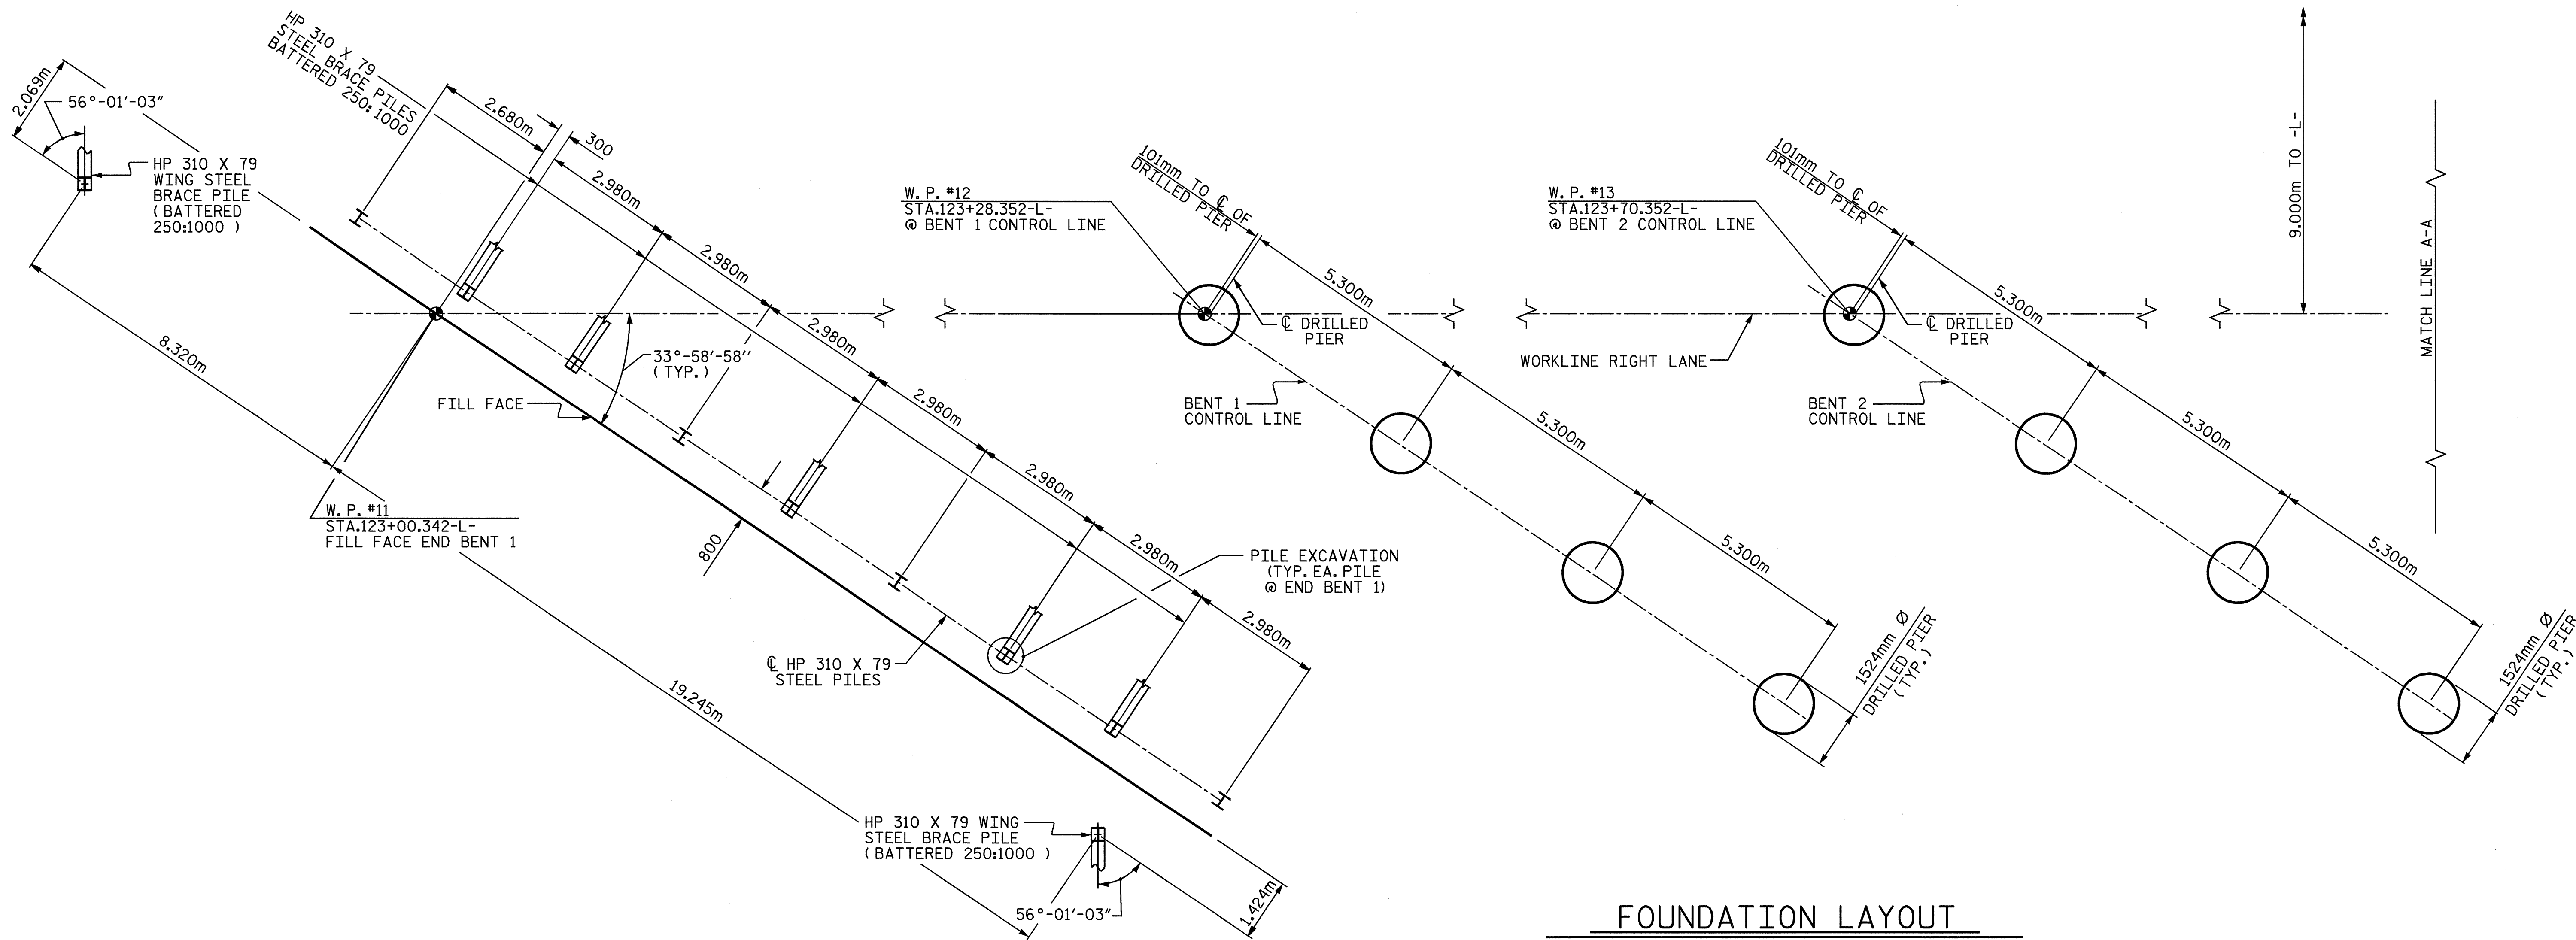 HP 310 X 79
STEEL BRACE PILES
BATTERED 250:1000
2.069m
56°-01'-03"
HP 310 X 79
WING STEEL
BRACE PILE
(BATTERED
250:1000 )
2.680m
300
2.980m
2.980m
2.980m
2.980m
2.980m
2.980m
2.980m
8.320m
33°-58'-58''
(TYP.)
FILL FACE
W.P. #11
STA.123+00.342-L-
FILL FACE END BENT 1
800
19.245m
℄ HP 310 X 79
STEEL PILES
PILE EXCAVATION
(TYP. EA. PILE
@ END BENT 1)
HP 310 X 79 WING
STEEL BRACE PILE
(BATTERED 250:1000 )
56°-01'-03"
1.424m
W.P. #12
STA.123+28.352-L-
@ BENT 1 CONTROL LINE
101mm TO ℄ OF
DRILLED PIER
5.300m
5.300m
5.300m
℄ DRILLED
PIER
BENT 1
CONTROL LINE
1524mm Ø
DRILLED PIER
(TYP.)
W.P. #13
STA.123+70.352-L-
@ BENT 2 CONTROL LINE
101mm TO ℄ OF
DRILLED PIER
5.300m
5.300m
5.300m
℄ DRILLED
PIER
WORKLINE RIGHT LANE
BENT 2
CONTROL LINE
1524mm Ø
DRILLED PIER
(TYP.)
9.000m TO -L-
MATCH LINE A-A
FOUNDATION LAYOUT